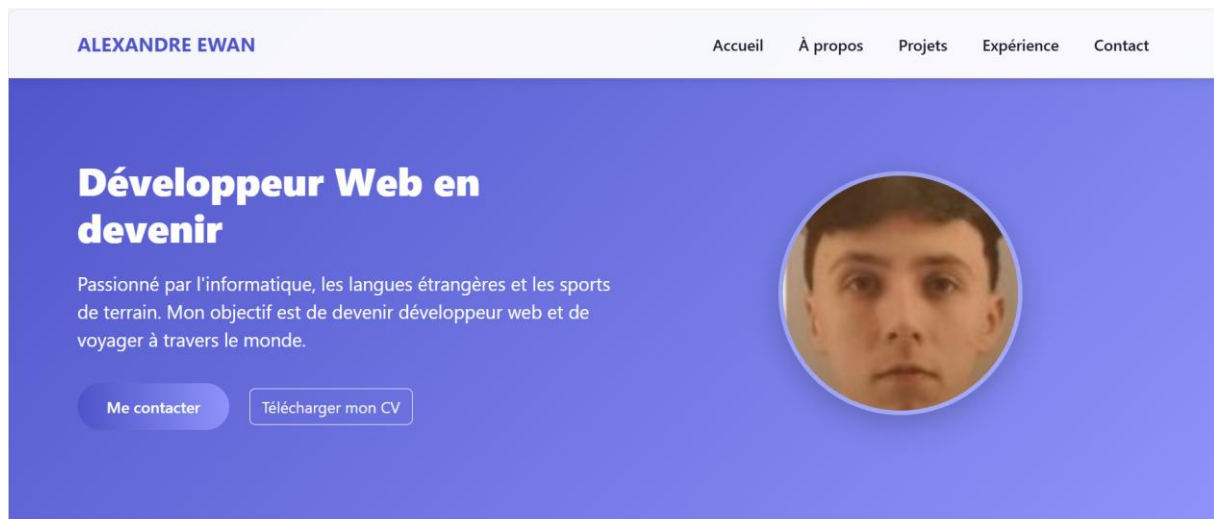 ALEXANDRE EWAN
Accueil À propos Projets Expérience Contact
Développeur Web en
devenir
Passionné par l'informatique, les langues étrangères et les sports
de terrain. Mon objectif est de devenir développeur web et de
voyager à travers le monde.
Me contacter
Télécharger mon CV